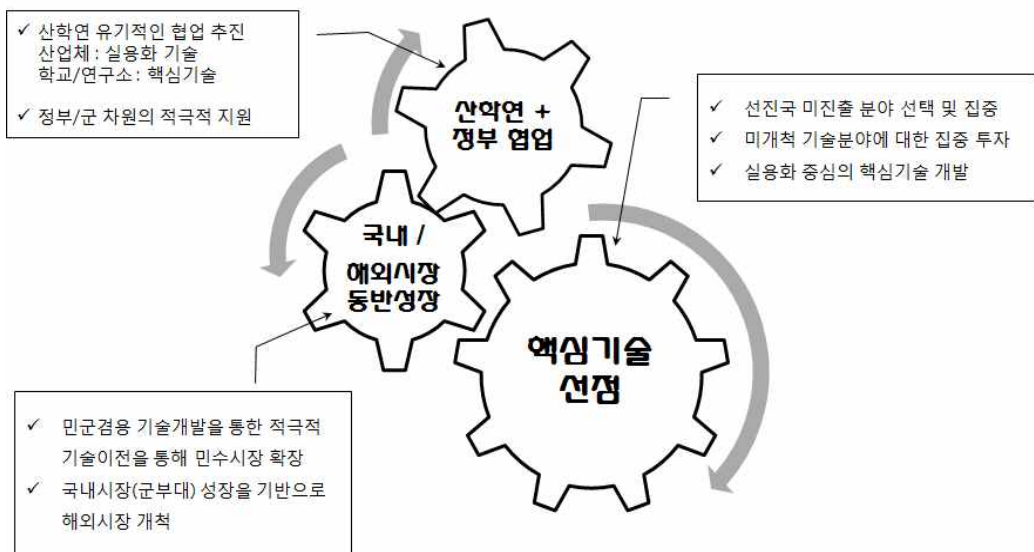 ✓ 산학연 유기적인 협업 추진
산업체 : 실용화 기술
학교/연구소 : 핵심기술
✓ 정부/군 차원의 적극적 지원
산학연 +
정부 협업
✓ 선진국 미진출 분야 선택 및 집중
✓ 미개척 기술분야에 대한 집중 투자
✓ 실용화 중심의 핵심기술 개발
국내 /
해외시장
동반성장
핵심기술
선점
✓ 민군겸용 기술개발을 통한 적극적
기술이전을 통해 민수시장 확장
✓ 국내시장(군부대) 성장을 기반으로
해외시장 개척